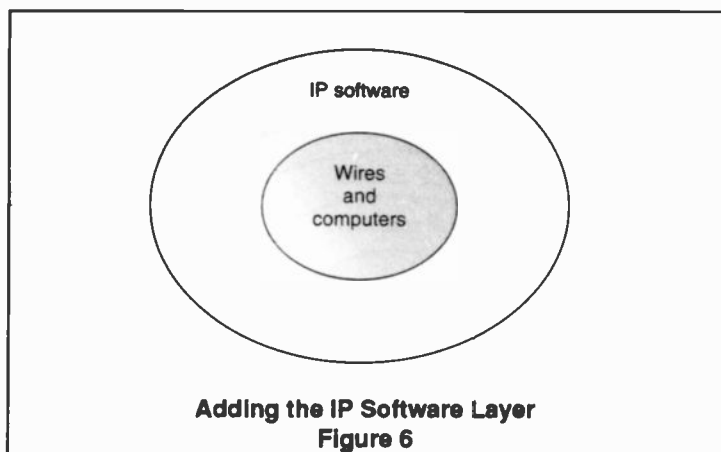 IP software
Wires
and
computers
Adding the IP Software Layer
Figure 6